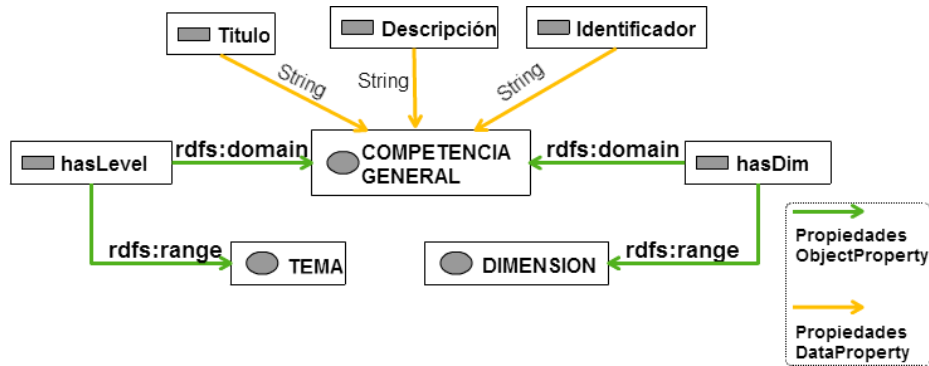 Titulo
Descripción
Identificador
String
String
String
hasLevel
rdfs:domain
COMPETENCIA
GENERAL
rdfs:domain
hasDim
rdfs:range
TEMA
DIMENSION
rdfs:range
Propiedades
ObjectProperty
Propiedades
DataProperty